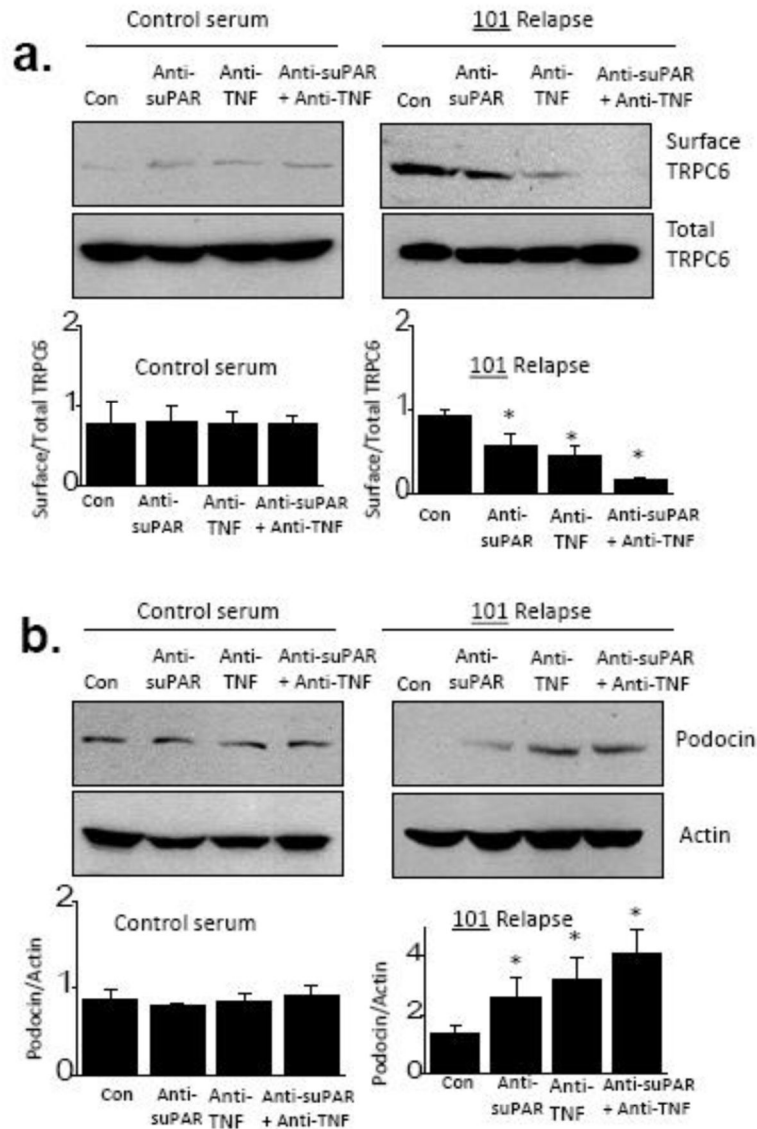 a.
Control serum
101 Relapse
Con
Anti-
suPAR
Anti-
TNF
Anti-suPAR
+ Anti-TNF
Con
Anti-
suPAR
Anti-
TNF
Anti-suPAR
+ Anti-TNF
Surface
TRPC6
Total
TRPC6
Surface/Total TRPC6
2
1
0
Control serum
Con
Anti-
suPAR
Anti-
TNF
Anti-suPAR
+ Anti-TNF
Surface/Total TRPC6
2
1
0
101 Relapse
*
*
*
Con
Anti-
suPAR
Anti-
TNF
Anti-suPAR
+ Anti-TNF
b.
Control serum
101 Relapse
Con
Anti-
suPAR
Anti-
TNF
Anti-suPAR
+ Anti-TNF
Con
Anti-
suPAR
Anti-
TNF
Anti-suPAR
+ Anti-TNF
Podocin
Actin
Podocin/Actin
2
1
0
Control serum
Con
Anti-
suPAR
Anti-
TNF
Anti-suPAR
+ Anti-TNF
Podocin/Actin
4
2
0
101 Relapse
*
*
*
Con
Anti-
suPAR
Anti-
TNF
Anti-suPAR
+ Anti-TNF